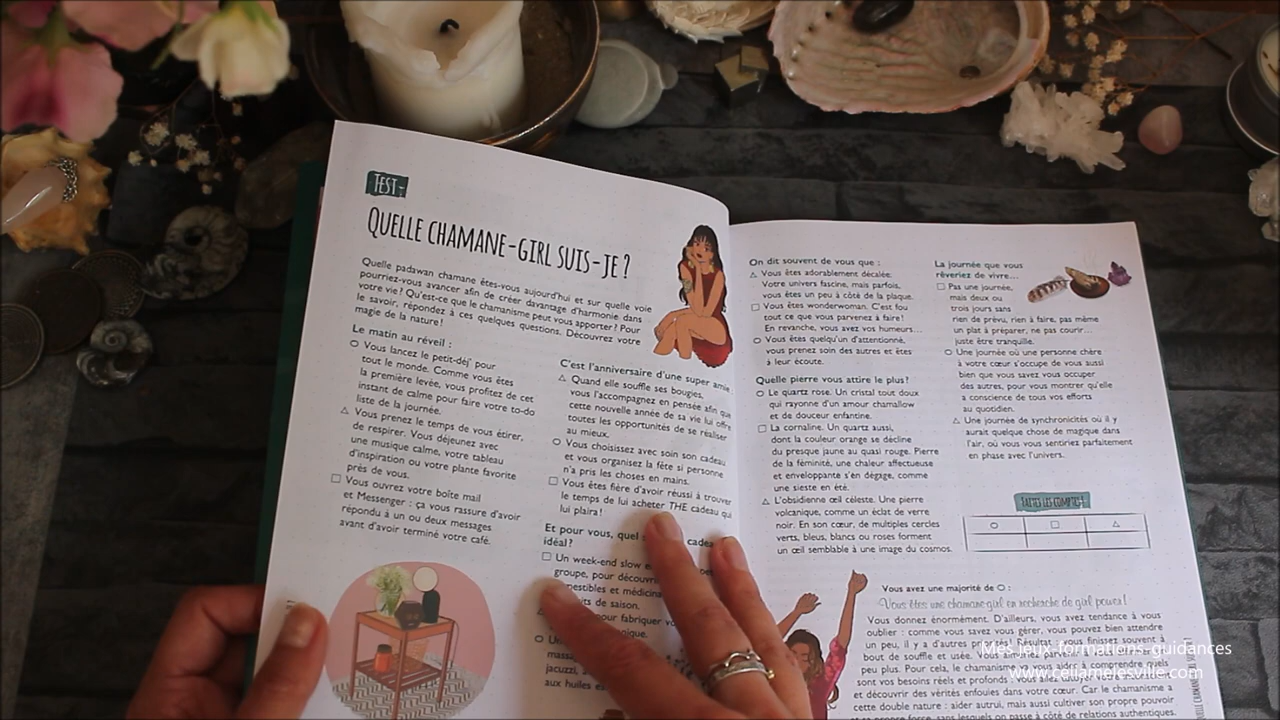 TEST-
QUELLE CHAMANE-GIRL SUIS-JE ?
Quelle padawan chamane êtes-vous aujourd'hui et sur quelle voie
pourriez-vous avancer afin de créer davantage d'harmonie dans
votre vie ? Qu'est-ce que le chamanisme peut vous apporter ? Pour
le savoir, répondez à ces quelques questions. Découvrez votre
magie de la nature !
Le matin au réveil :
○ Vous lancez le petit-déj' pour
tout le monde. Comme vous êtes
la première levée, vous profitez de cet
instant de calme pour faire votre to-do
liste de la journée.
△ Vous prenez le temps de vous étirer,
de respirer. Vous déjeunez avec
une musique calme, votre tableau
d'inspiration ou votre plante favorite
près de vous.
□ Vous ouvrez votre boîte mail
et Messenger : ça vous rassure d'avoir
répondu à un ou deux messages
avant d'avoir terminé votre café.
C'est l'anniversaire d'une super amie
△ Quand elle souffle ses bougies,
vous l'accompagnez en pensée afin que
cette nouvelle année de sa vie lui offre
toutes les opportunités de se réaliser
au mieux.
○ Vous choisissez avec soin son cadeau
et vous organisez la fête si personne
n'a pris les choses en mains.
□ Vous êtes fière d'avoir réussi à trouver
le temps de lui acheter THE cadeau qui
lui plaira !
Et pour vous, quel cadeau
idéal ?
□ Un week-end slow
groupe, pour découvrir
et médicina
de saison.
pour fabriquer
○
jacuzzi,
aux huiles
On dit souvent de vous que :
△ Vous êtes adorablement décalée.
Votre univers fascine, mais parfois,
vous êtes un peu à côté de la plaque.
□ Vous êtes wonderwoman. C'est fou
tout ce que vous parvenez à faire !
En revanche, vous avez vos humeurs...
○ Vous êtes quelqu'un d'attentionné,
vous prenez soin des autres et êtes
à leur écoute.
Quelle pierre vous attire le plus ?
○ Le quartz rose. Un cristal tout doux
qui rayonne d'un amour chamallow
et de douceur enfantine.
□ La cornaline. Un quartz aussi,
dont la couleur orange se décline
du presque jaune au quasi rouge. Pierre
de la féminité, une chaleur affectueuse
et enveloppante s'en dégage, comme
une sieste en été.
△ L'obsidienne œil céleste. Une pierre
volcanique, comme un éclat de verre
noir. En son cœur, de multiples cercles
verts, bleus, blancs ou roses forment
un œil semblable à une image du cosmos.
La journée que vous
rêveriez de vivre...
□ Pas une journée,
mais deux ou
trois jours sans
rien de prévu, rien à faire, pas même
un plat à préparer, ne pas courir...
juste être tranquille.
○ Une journée où une personne chère
à votre cœur s'occupe de vous aussi
bien que vous savez vous occuper
des autres, pour vous montrer qu'elle
a conscience de tous vos efforts
au quotidien.
△ Une journée de synchronicités où il y
aurait quelque chose de magique dans
l'air, où vous vous sentiriez parfaitement
en phase avec l'univers.
FAITES LES COMPTES !
○ □ △
Vous avez une majorité de ○ :
Vous êtes une chamane-girl en recherche de girl power !
Vous donnez énormément. D'ailleurs, vous avez tendance à vous
oublier : comme vous savez vous gérer, vous pouvez bien attendre
un peu, il y a d'autres priorités ! Résultat : vous finissez souvent à
bout de souffle et usée. Vous aimeriez
plus. Pour cela, le chamanisme va vous aider à comprendre quels
sont vos besoins réels et profonds
et découvrir des vérités enfouies dans votre cœur. Car le chamanisme a
cette double nature : aider autrui, mais aussi cultiver son propre pouvoir
Mes jeux-formations-guidances
www.celiamelesville.com